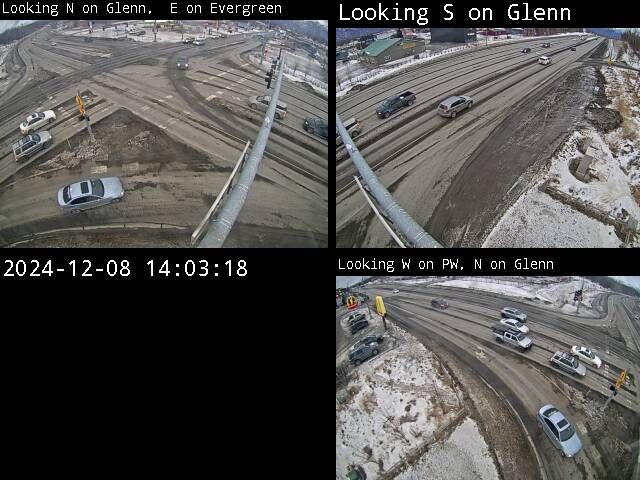 Looking N on Glenn, E on Evergreen
Looking S on Glenn
2024-12-08 14:03:18
Looking W on PW, N on Glenn